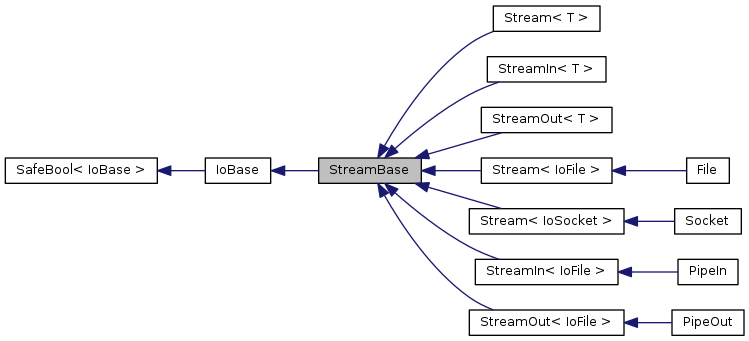 Stream< T >
StreamIn< T >
StreamOut< T >
SafeBool< IoBase >
IoBase
StreamBase
Stream< IoFile >
File
Stream< IoSocket >
Socket
StreamIn< IoFile >
PipeIn
StreamOut< IoFile >
PipeOut